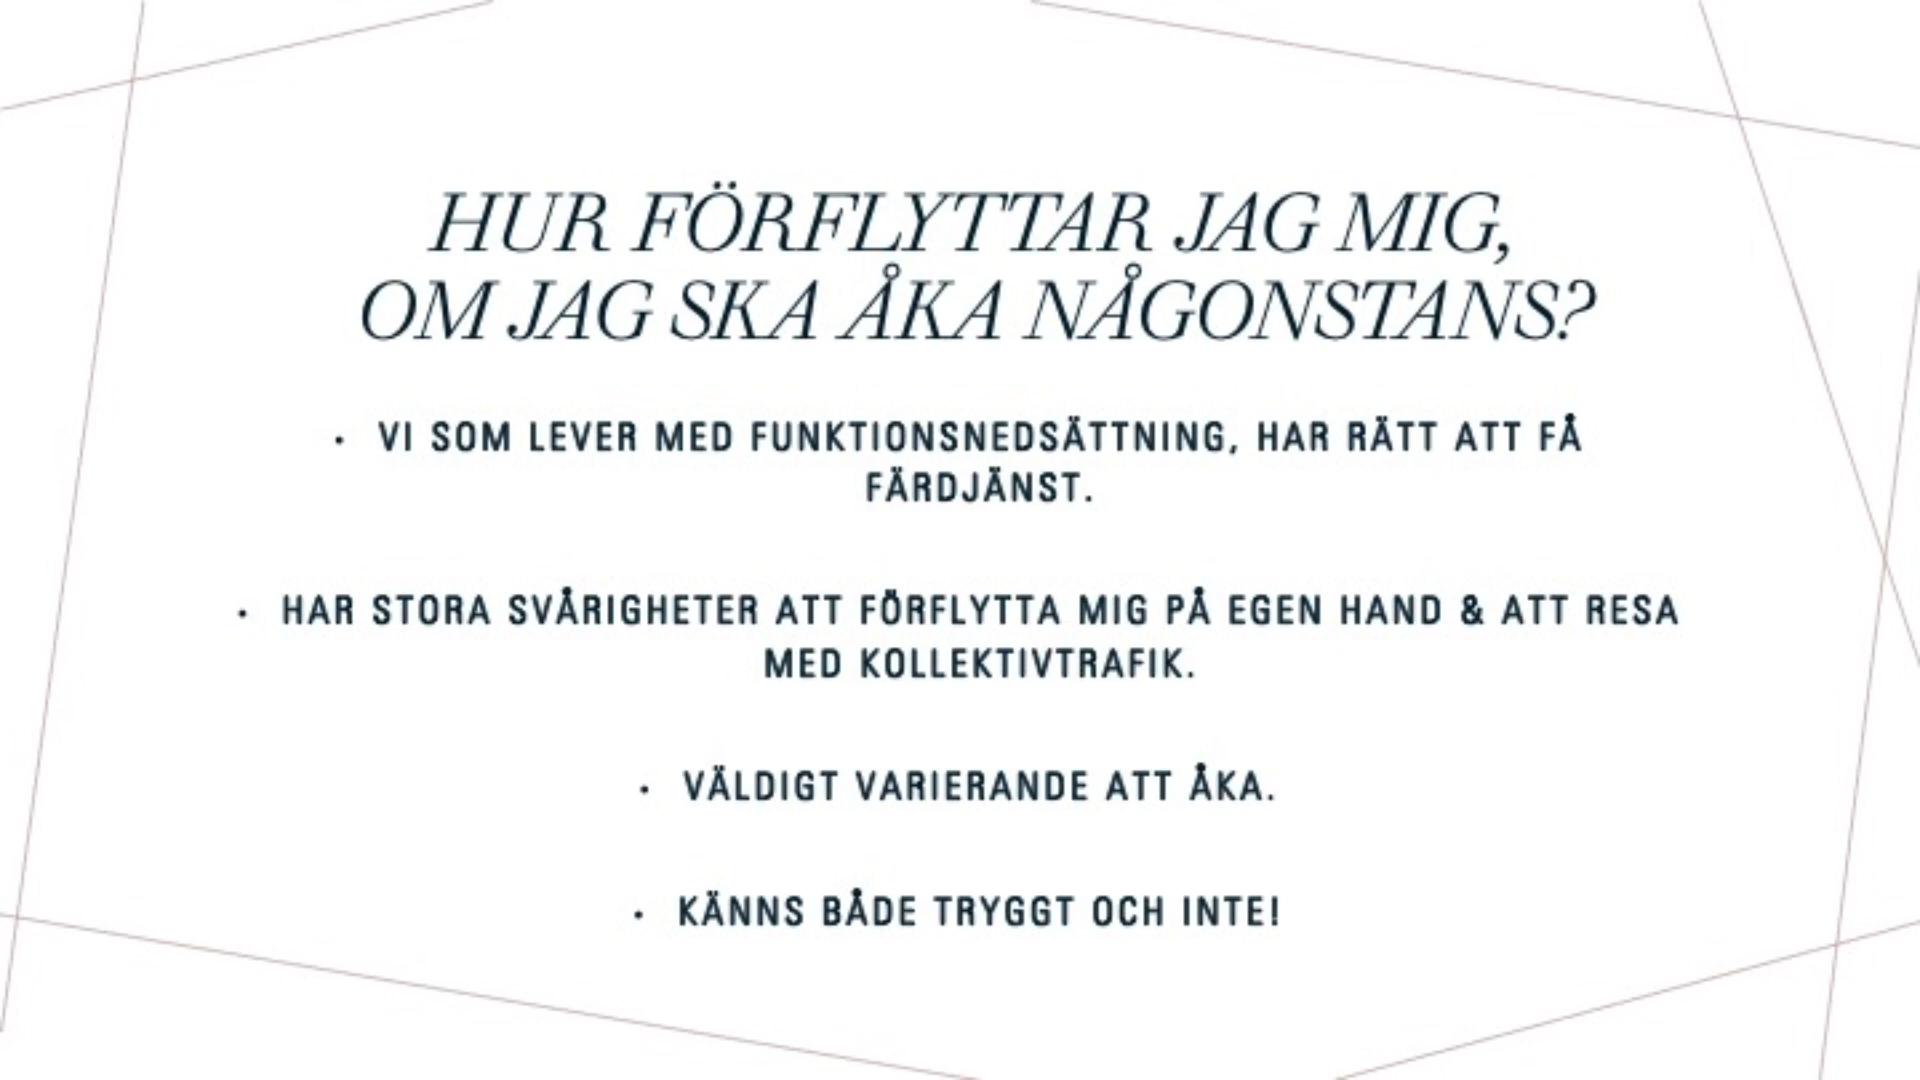 HUR FÖRFLYTTAR JAG MIG,
OM JAG SKA ÅKA NÅGONSTANS?
• VI SOM LEVER MED FUNKTIONSNEDSÄTTNING, HAR RÄTT ATT FÅ
FÄRDJÄNST.
• HAR STORA SVÅRIGHETER ATT FÖRFLYTTA MIG PÅ EGEN HAND & ATT RESA
MED KOLLEKTIVTRAFIK.
• VÄLDIGT VARIERANDE ATT ÅKA.
• KÄNNS BÅDE TRYGGT OCH INTE!